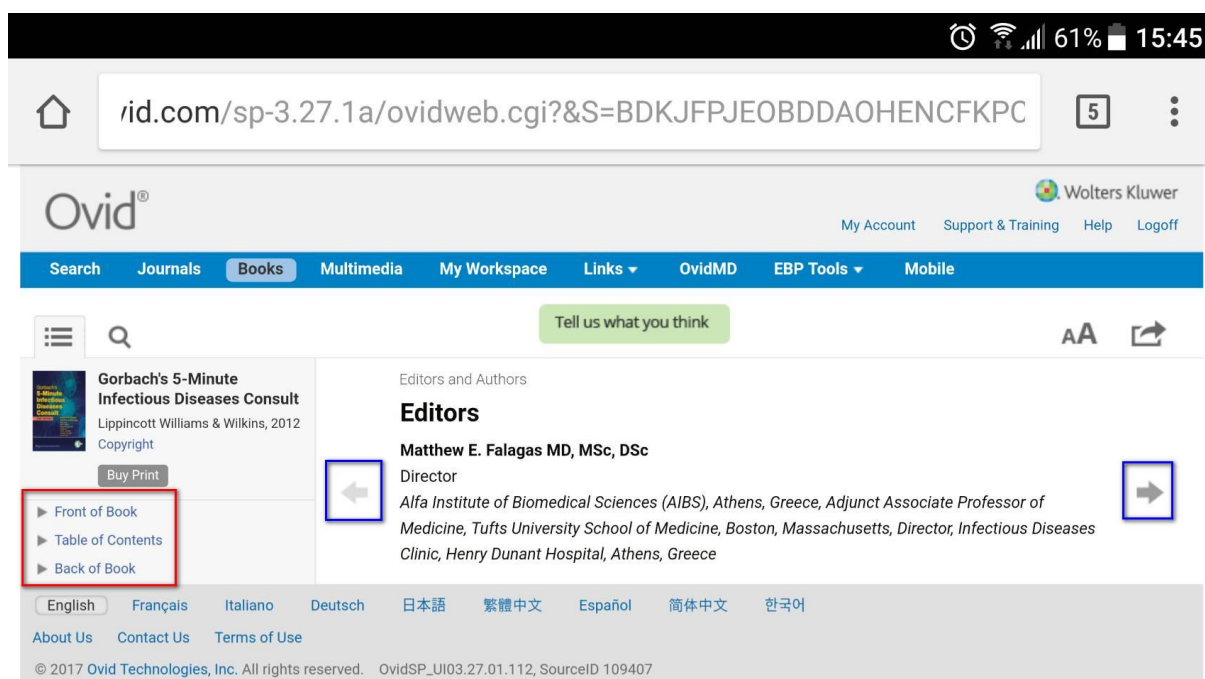 61% 15:45
vid.com/sp-3.27.1a/ovidweb.cgi?&S=BDKJFPJEOBDDAOHENCFKPC 5
Ovid®
Wolters Kluwer
My Account Support & Training Help Logoff
Search Journals Books Multimedia My Workspace Links OvidMD EBP Tools Mobile
Tell us what you think
AA
Gorbach's 5-Minute
Infectious Diseases Consult
Lippincott Williams & Wilkins, 2012
Copyright
Buy Print
Front of Book
Table of Contents
Back of Book
Editors and Authors
Editors
Matthew E. Falagas MD, MSc, DSc
Director
Alfa Institute of Biomedical Sciences (AIBS), Athens, Greece, Adjunct Associate Professor of
Medicine, Tufts University School of Medicine, Boston, Massachusetts, Director, Infectious Diseases
Clinic, Henry Dunant Hospital, Athens, Greece
English Français Italiano Deutsch 日本語 繁體中文 Español 简体中文 한국어
About Us Contact Us Terms of Use
© 2017 Ovid Technologies, Inc. All rights reserved. OvidSP_UI03.27.01.112, SourceID 109407